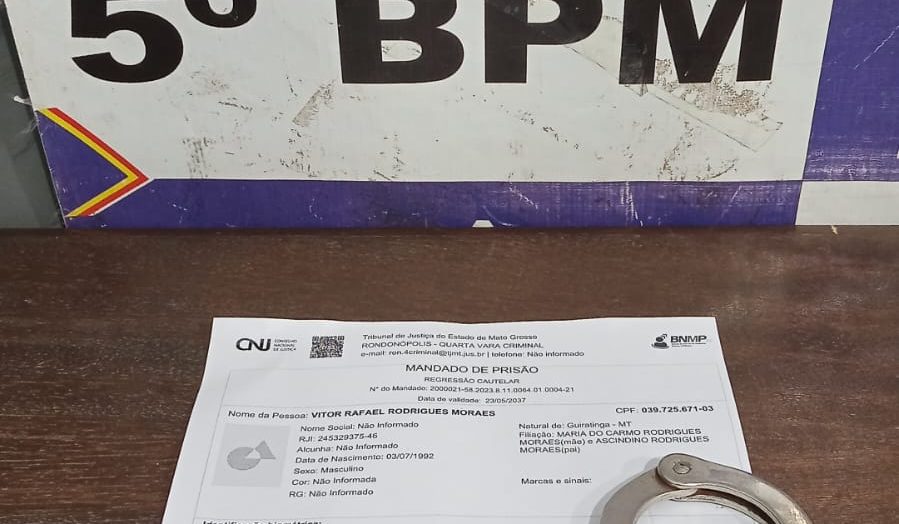 5º BPM
CNJ CONSELHO NACIONAL DE JUSTIÇA
Tribunal de Justiça do Estado de Mato Grosso
RONDONÓPOLIS - QUARTA VARA CRIMINAL
e-mail: ron.4criminal@tjmt.jus.br | telefone: Não informado
BNMP
MANDADO DE PRISÃO
REGRESSÃO CAUTELAR
N° do Mandado: 2000021-58.2023.8.11.0064.01.0004-21
Data de validade: 23/05/2037
Nome da Pessoa: VITOR RAFAEL RODRIGUES MORAES
CPF: 039.725.671-03
Nome Social: Não Informado
RJI: 245329375-46
Alcunha: Não Informado
Data de Nascimento: 03/07/1992
Sexo: Masculino
Cor: Não Informada
RG: Não Informado
Natural de: Guiratinga - MT
Filiação: MARIA DO CARMO RODRIGUES
MORAES(mãe) e ASCINDINO RODRIGUES
MORAES(pai)
Marcas e sinais: